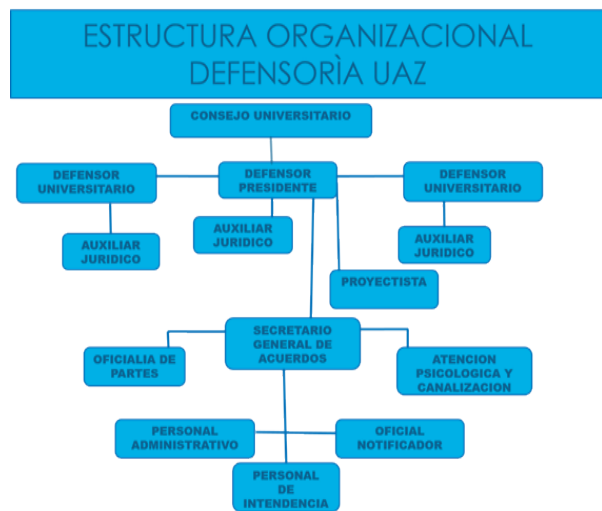 ESTRUCTURA ORGANIZACIONAL
DEFENSORÌA UAZ
CONSEJO UNIVERSITARIO
DEFENSOR
UNIVERSITARIO
DEFENSOR
PRESIDENTE
DEFENSOR
UNIVERSITARIO
AUXILIAR
JURIDICO
AUXILIAR
JURIDICO
AUXILIAR
JURIDICO
PROYECTISTA
SECRETARIO
GENERAL DE
ACUERDOS
OFICIALIA DE
PARTES
ATENCION
PSICOLOGICA Y
CANALIZACION
PERSONAL
ADMINISTRATIVO
OFICIAL
NOTIFICADOR
PERSONAL
DE
INTENDENCIA